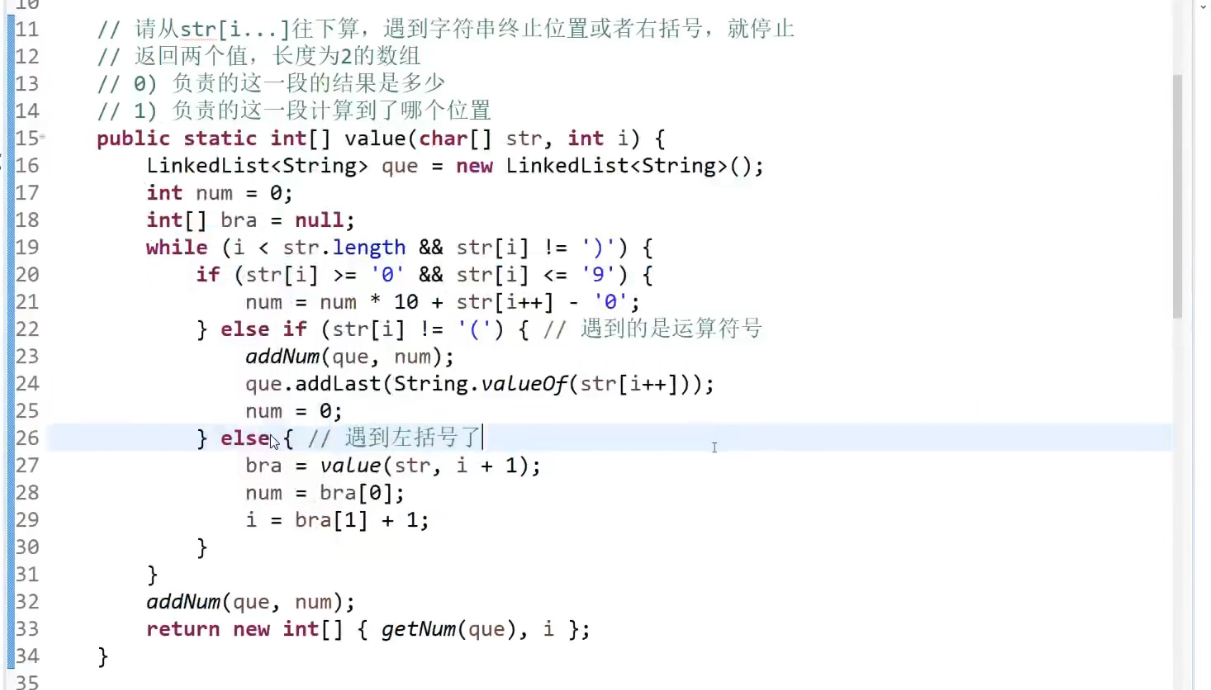 10
11 // 请从str[i...]往下算，遇到字符串终止位置或者右括号，就停止
12 // 返回两个值，长度为2的数组
13 // 0) 负责的这一段的结果是多少
14 // 1) 负责的这一段计算到了哪个位置
15 public static int[] value(char[] str, int i) {
16 LinkedList<String> que = new LinkedList<String>();
17 int num = 0;
18 int[] bra = null;
19 while (i < str.length && str[i] != ')') {
20 if (str[i] >= '0' && str[i] <= '9') {
21 num = num * 10 + str[i++] - '0';
22 } else if (str[i] != '(') { // 遇到的是运算符号
23 addNum(que, num);
24 que.addLast(String.valueOf(str[i++]));
25 num = 0;
26 } else { // 遇到左括号了
27 bra = value(str, i + 1);
28 num = bra[0];
29 i = bra[1] + 1;
30 }
31 }
32 addNum(que, num);
33 return new int[] { getNum(que), i };
34 }
35